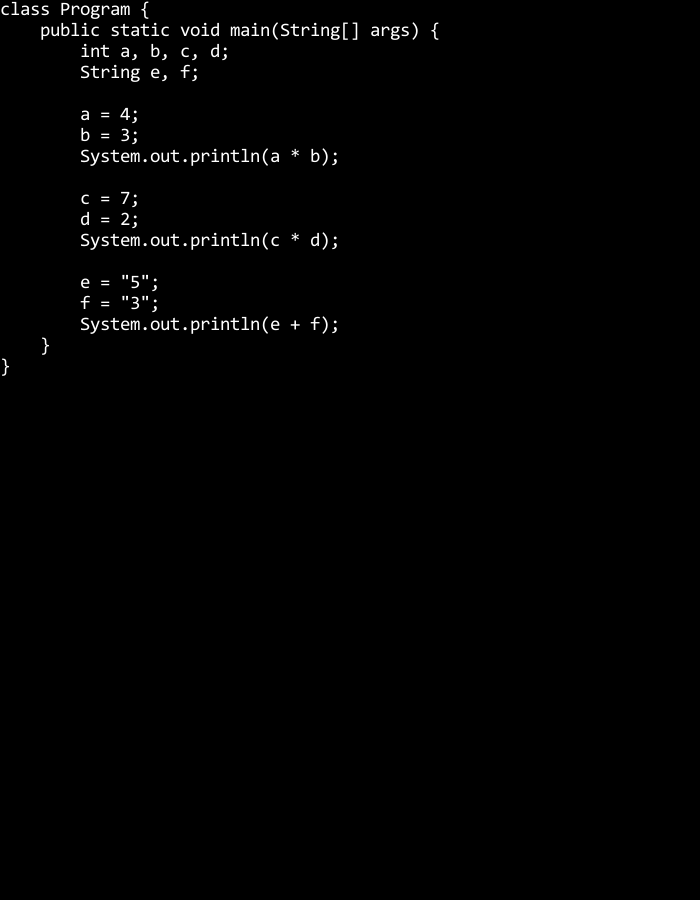 class Program {
    public static void main(String[] args) {
        int a, b, c, d;
        String e, f;

        a = 4;
        b = 3;
        System.out.println(a * b);

        c = 7;
        d = 2;
        System.out.println(c * d);

        e = "5";
        f = "3";
        System.out.println(e + f);
    }
}